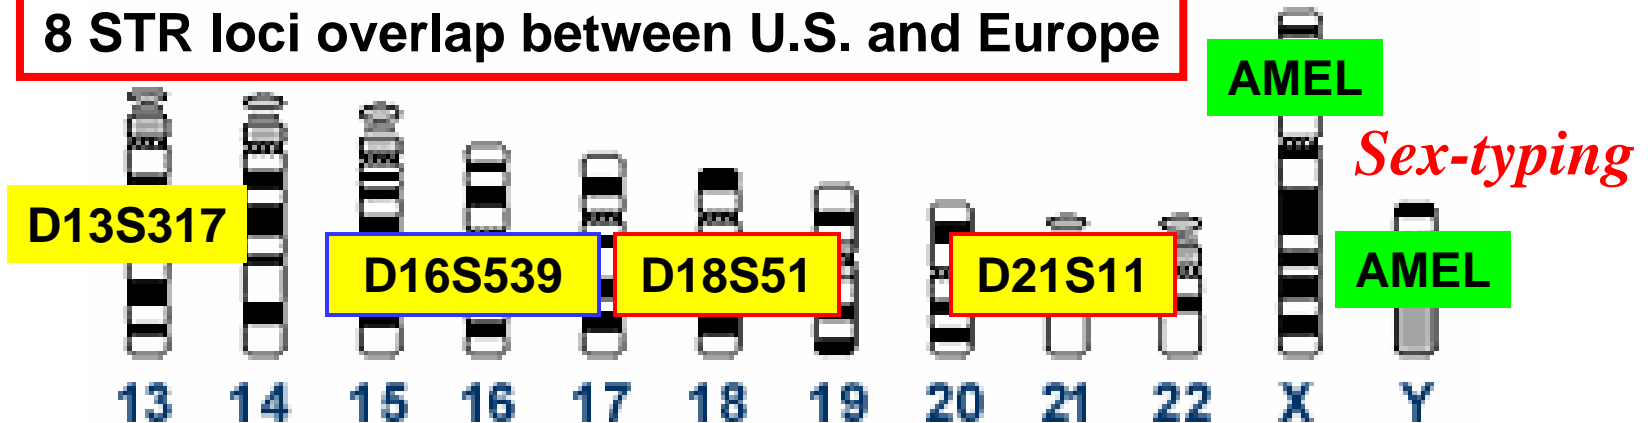 8 STR loci overlap between U.S. and Europe
AMEL
Sex-typing
D13S317
D16S539
D18S51
D21S11
AMEL
13 14 15 16 17 18 19 20 21 22 X Y